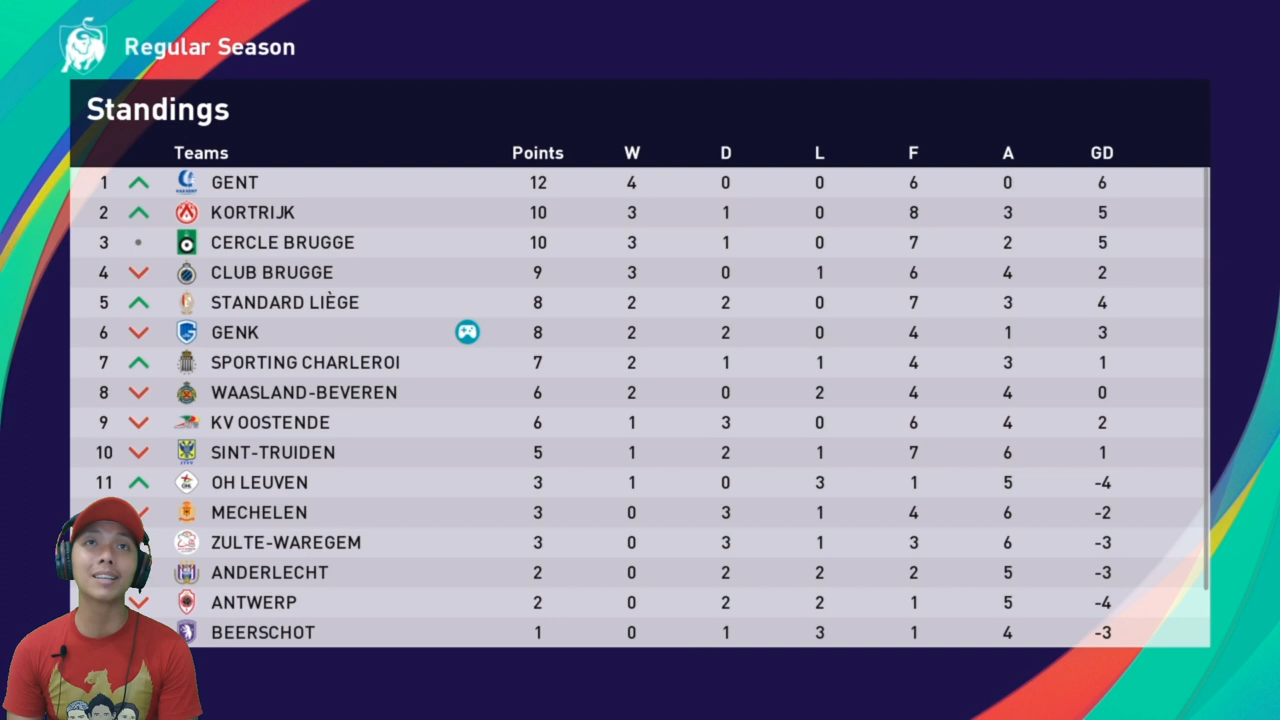 Regular Season
Standings
Teams Points W D L F A GD
1 GENT 12 4 0 0 6 0 6
2 KORTRIJK 10 3 1 0 8 3 5
3 CERCLE BRUGGE 10 3 1 0 7 2 5
4 CLUB BRUGGE 9 3 0 1 6 4 2
5 STANDARD LIÈGE 8 2 2 0 7 3 4
6 GENK 8 2 2 0 4 1 3
7 SPORTING CHARLEROI 7 2 1 1 4 3 1
8 WAASLAND-BEVEREN 6 2 0 2 4 4 0
9 KV OOSTENDE 6 1 3 0 6 4 2
10 SINT-TRUIDEN 5 1 2 1 7 6 1
11 OH LEUVEN 3 1 0 3 1 5 -4
MECHELEN 3 0 3 1 4 6 -2
ZULTE-WAREGEM 3 0 3 1 3 6 -3
ANDERLECHT 2 0 2 2 2 5 -3
ANTWERP 2 0 2 2 1 5 -4
BEERSCHOT 1 0 1 3 1 4 -3